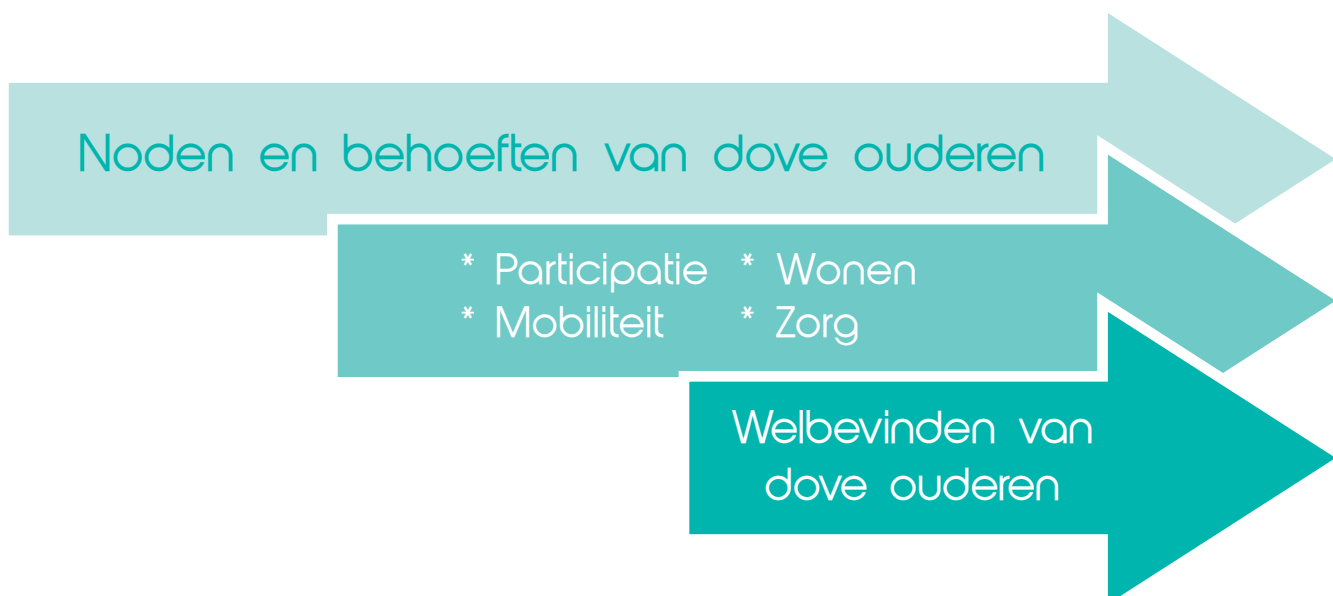 Noden en behoeften van dove ouderen
* Participatie * Wonen
* Mobiliteit * Zorg
Welbevinden van
dove ouderen